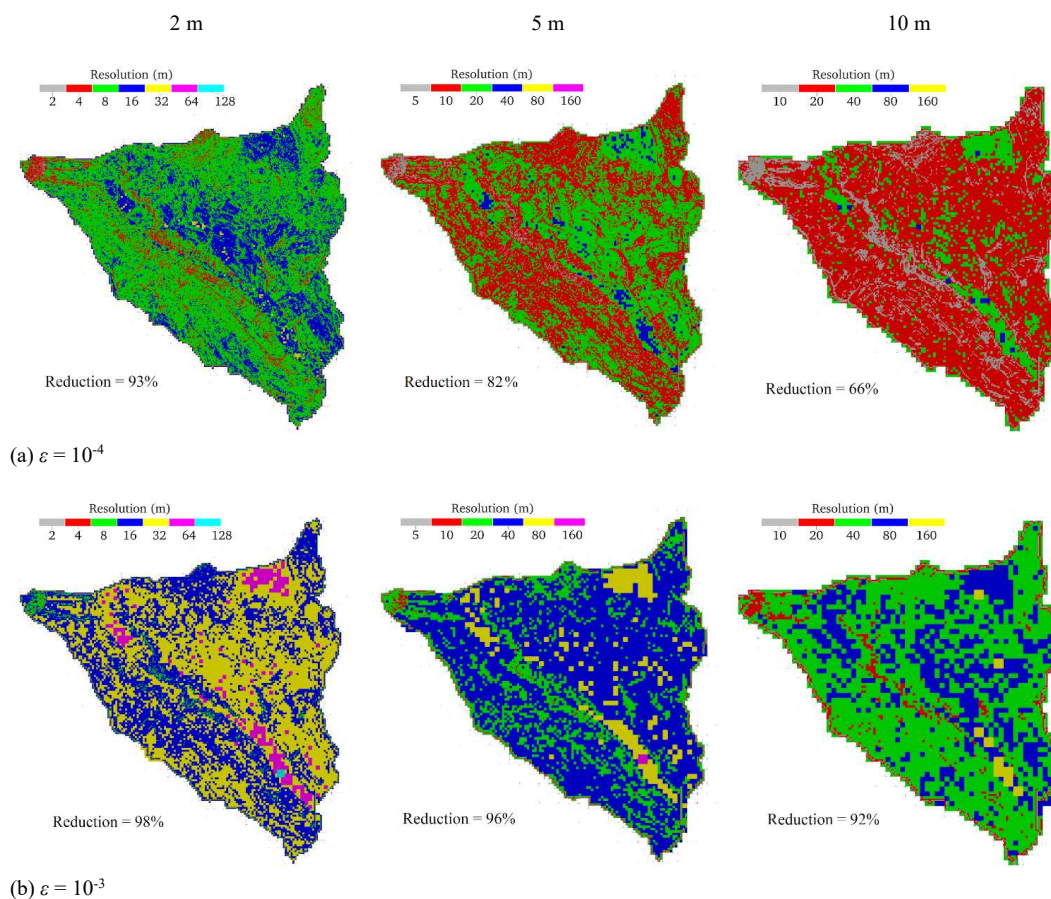 2 m 5 m 10 m
Resolution (m) Resolution (m) Resolution (m)
2 4 8 16 32 64 128 5 10 20 40 80 160 10 20 40 80 160
Reduction = 93% Reduction = 82% Reduction = 66%
(a) ε = 10⁻⁴
Resolution (m) Resolution (m) Resolution (m)
2 4 8 16 32 64 128 5 10 20 40 80 160 10 20 40 80 160
Reduction = 98% Reduction = 96% Reduction = 92%
(b) ε = 10⁻³